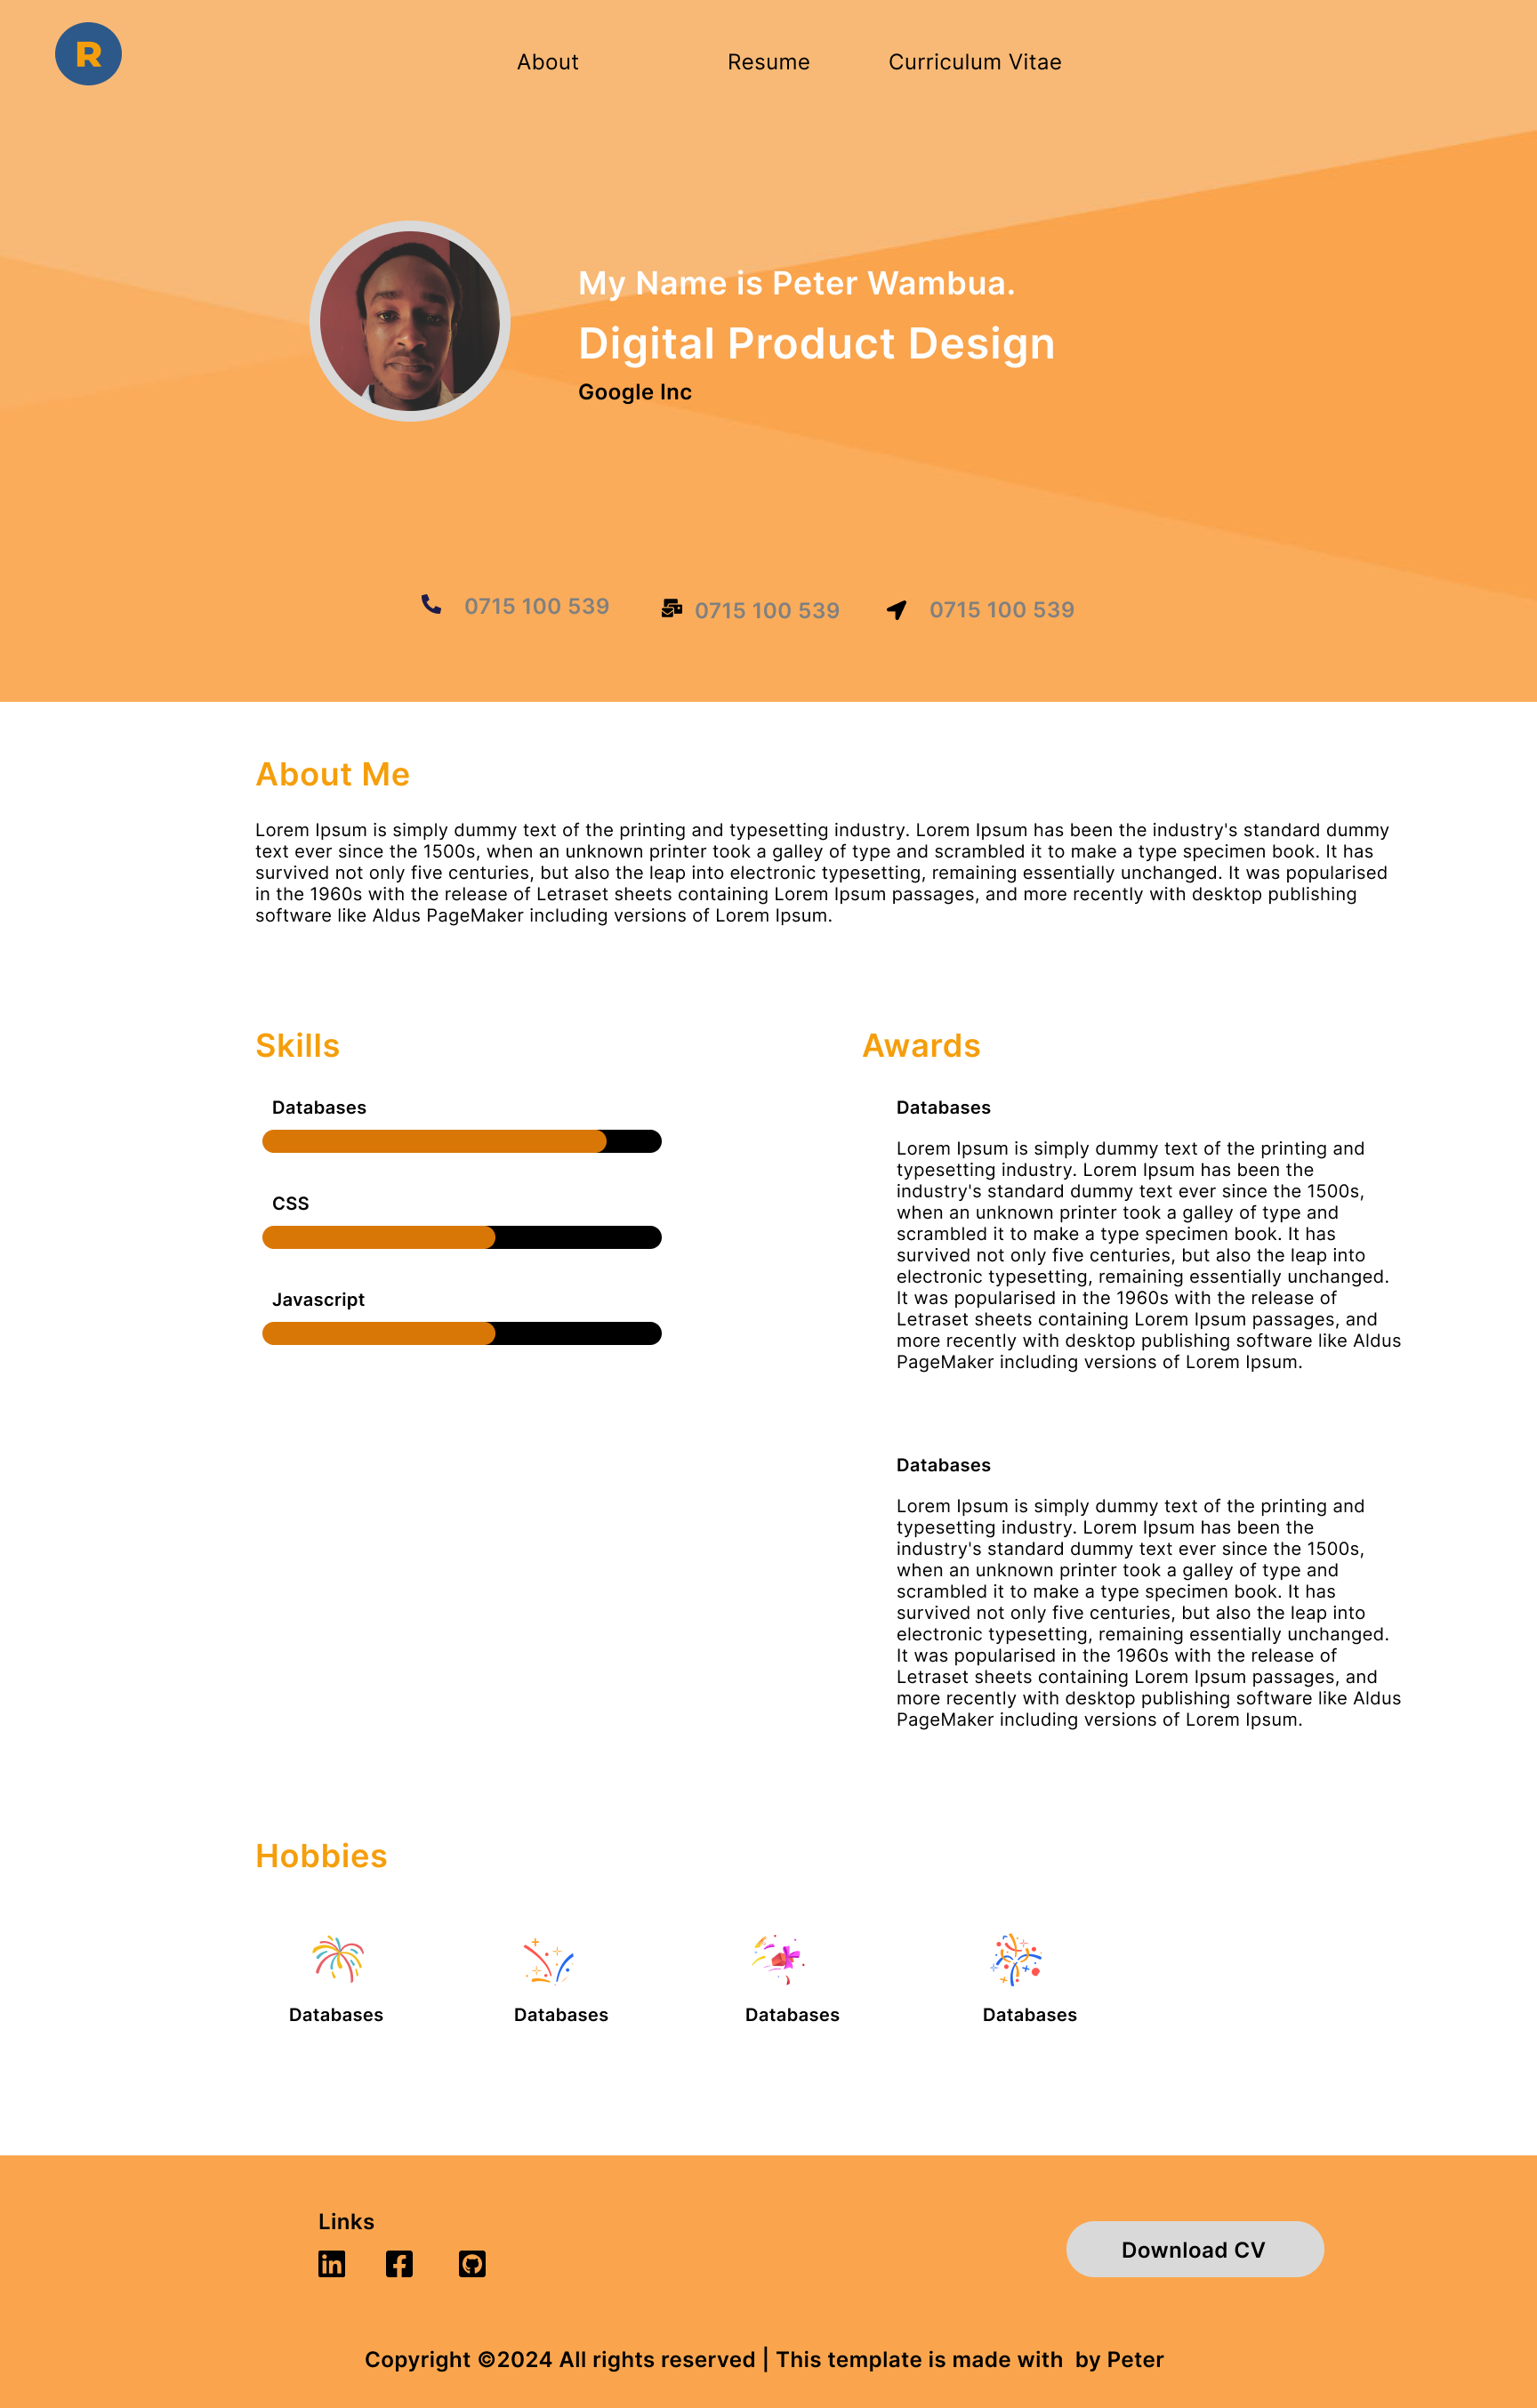 R
About Resume Curriculum Vitae
My Name is Peter Wambua.
Digital Product Design
Google Inc
0715 100 539 0715 100 539 0715 100 539
About Me
Lorem Ipsum is simply dummy text of the printing and typesetting industry. Lorem Ipsum has been the industry's standard dummy
text ever since the 1500s, when an unknown printer took a galley of type and scrambled it to make a type specimen book. It has
survived not only five centuries, but also the leap into electronic typesetting, remaining essentially unchanged. It was popularised
in the 1960s with the release of Letraset sheets containing Lorem Ipsum passages, and more recently with desktop publishing
software like Aldus PageMaker including versions of Lorem Ipsum.
Skills
Databases
CSS
Javascript
Awards
Databases
Lorem Ipsum is simply dummy text of the printing and
typesetting industry. Lorem Ipsum has been the
industry's standard dummy text ever since the 1500s,
when an unknown printer took a galley of type and
scrambled it to make a type specimen book. It has
survived not only five centuries, but also the leap into
electronic typesetting, remaining essentially unchanged.
It was popularised in the 1960s with the release of
Letraset sheets containing Lorem Ipsum passages, and
more recently with desktop publishing software like Aldus
PageMaker including versions of Lorem Ipsum.
Databases
Lorem Ipsum is simply dummy text of the printing and
typesetting industry. Lorem Ipsum has been the
industry's standard dummy text ever since the 1500s,
when an unknown printer took a galley of type and
scrambled it to make a type specimen book. It has
survived not only five centuries, but also the leap into
electronic typesetting, remaining essentially unchanged.
It was popularised in the 1960s with the release of
Letraset sheets containing Lorem Ipsum passages, and
more recently with desktop publishing software like Aldus
PageMaker including versions of Lorem Ipsum.
Hobbies
Databases Databases Databases Databases
Links
in f
Download CV
Copyright ©2024 All rights reserved | This template is made with  by Peter